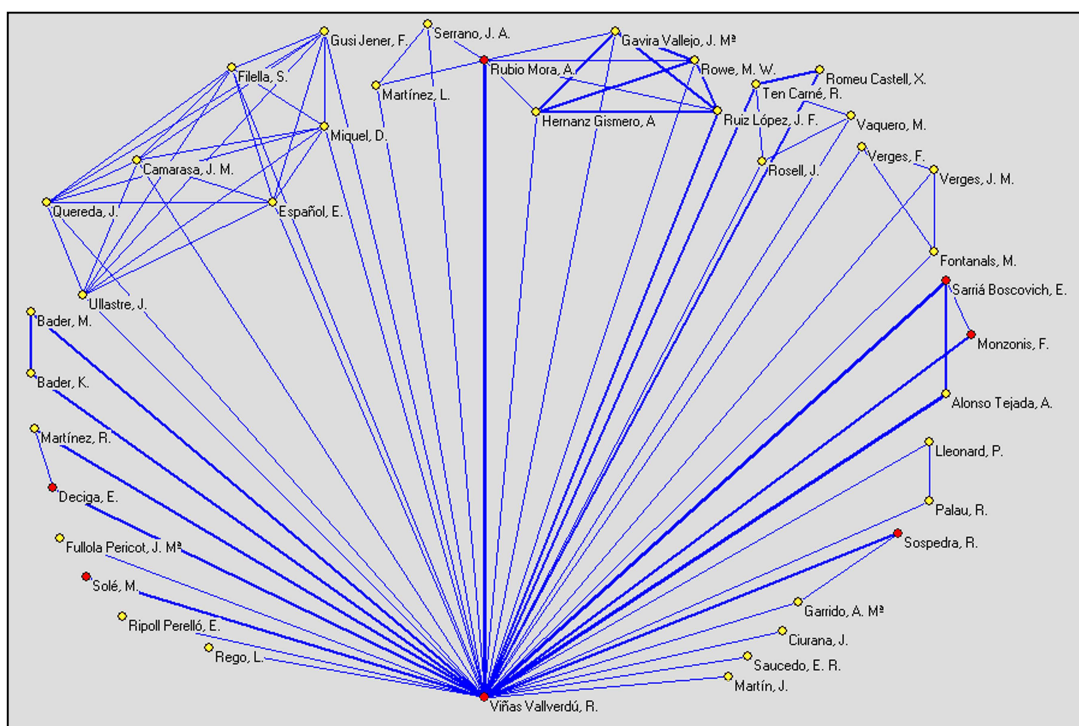 Gusi Jener, F.
Serrano, J. A.
Gavira Vallejo, J. Mª
Filella, S.
Rubio Mora, A.
Rowe, M. W.
Romeu Castell, X.
Martínez, L.
Ten Carné, R.
Hernanz Gismero, A
Ruiz López, J. F.
Vaquero, M.
Miquel, D.
Verges, F.
Camarasa, J. M.
Rosell, J.
Verges, J. M.
Quereda, J.
Español, E.
Fontanals, M.
Ullastre, J.
Sarriá Boscovich, E.
Bader, M.
Monzonis, F.
Bader, K.
Alonso Tejada, A.
Martínez, R.
Lleonard, P.
Deciga, E.
Palau, R.
Fullola Pericot, J. Mª
Sospedra, R.
Solé, M.
Garrido, A. Mª
Ripoll Perelló, E.
Ciurana, J.
Rego, L.
Saucedo, E. R.
Martín, J.
Viñas Vallverdú, R.